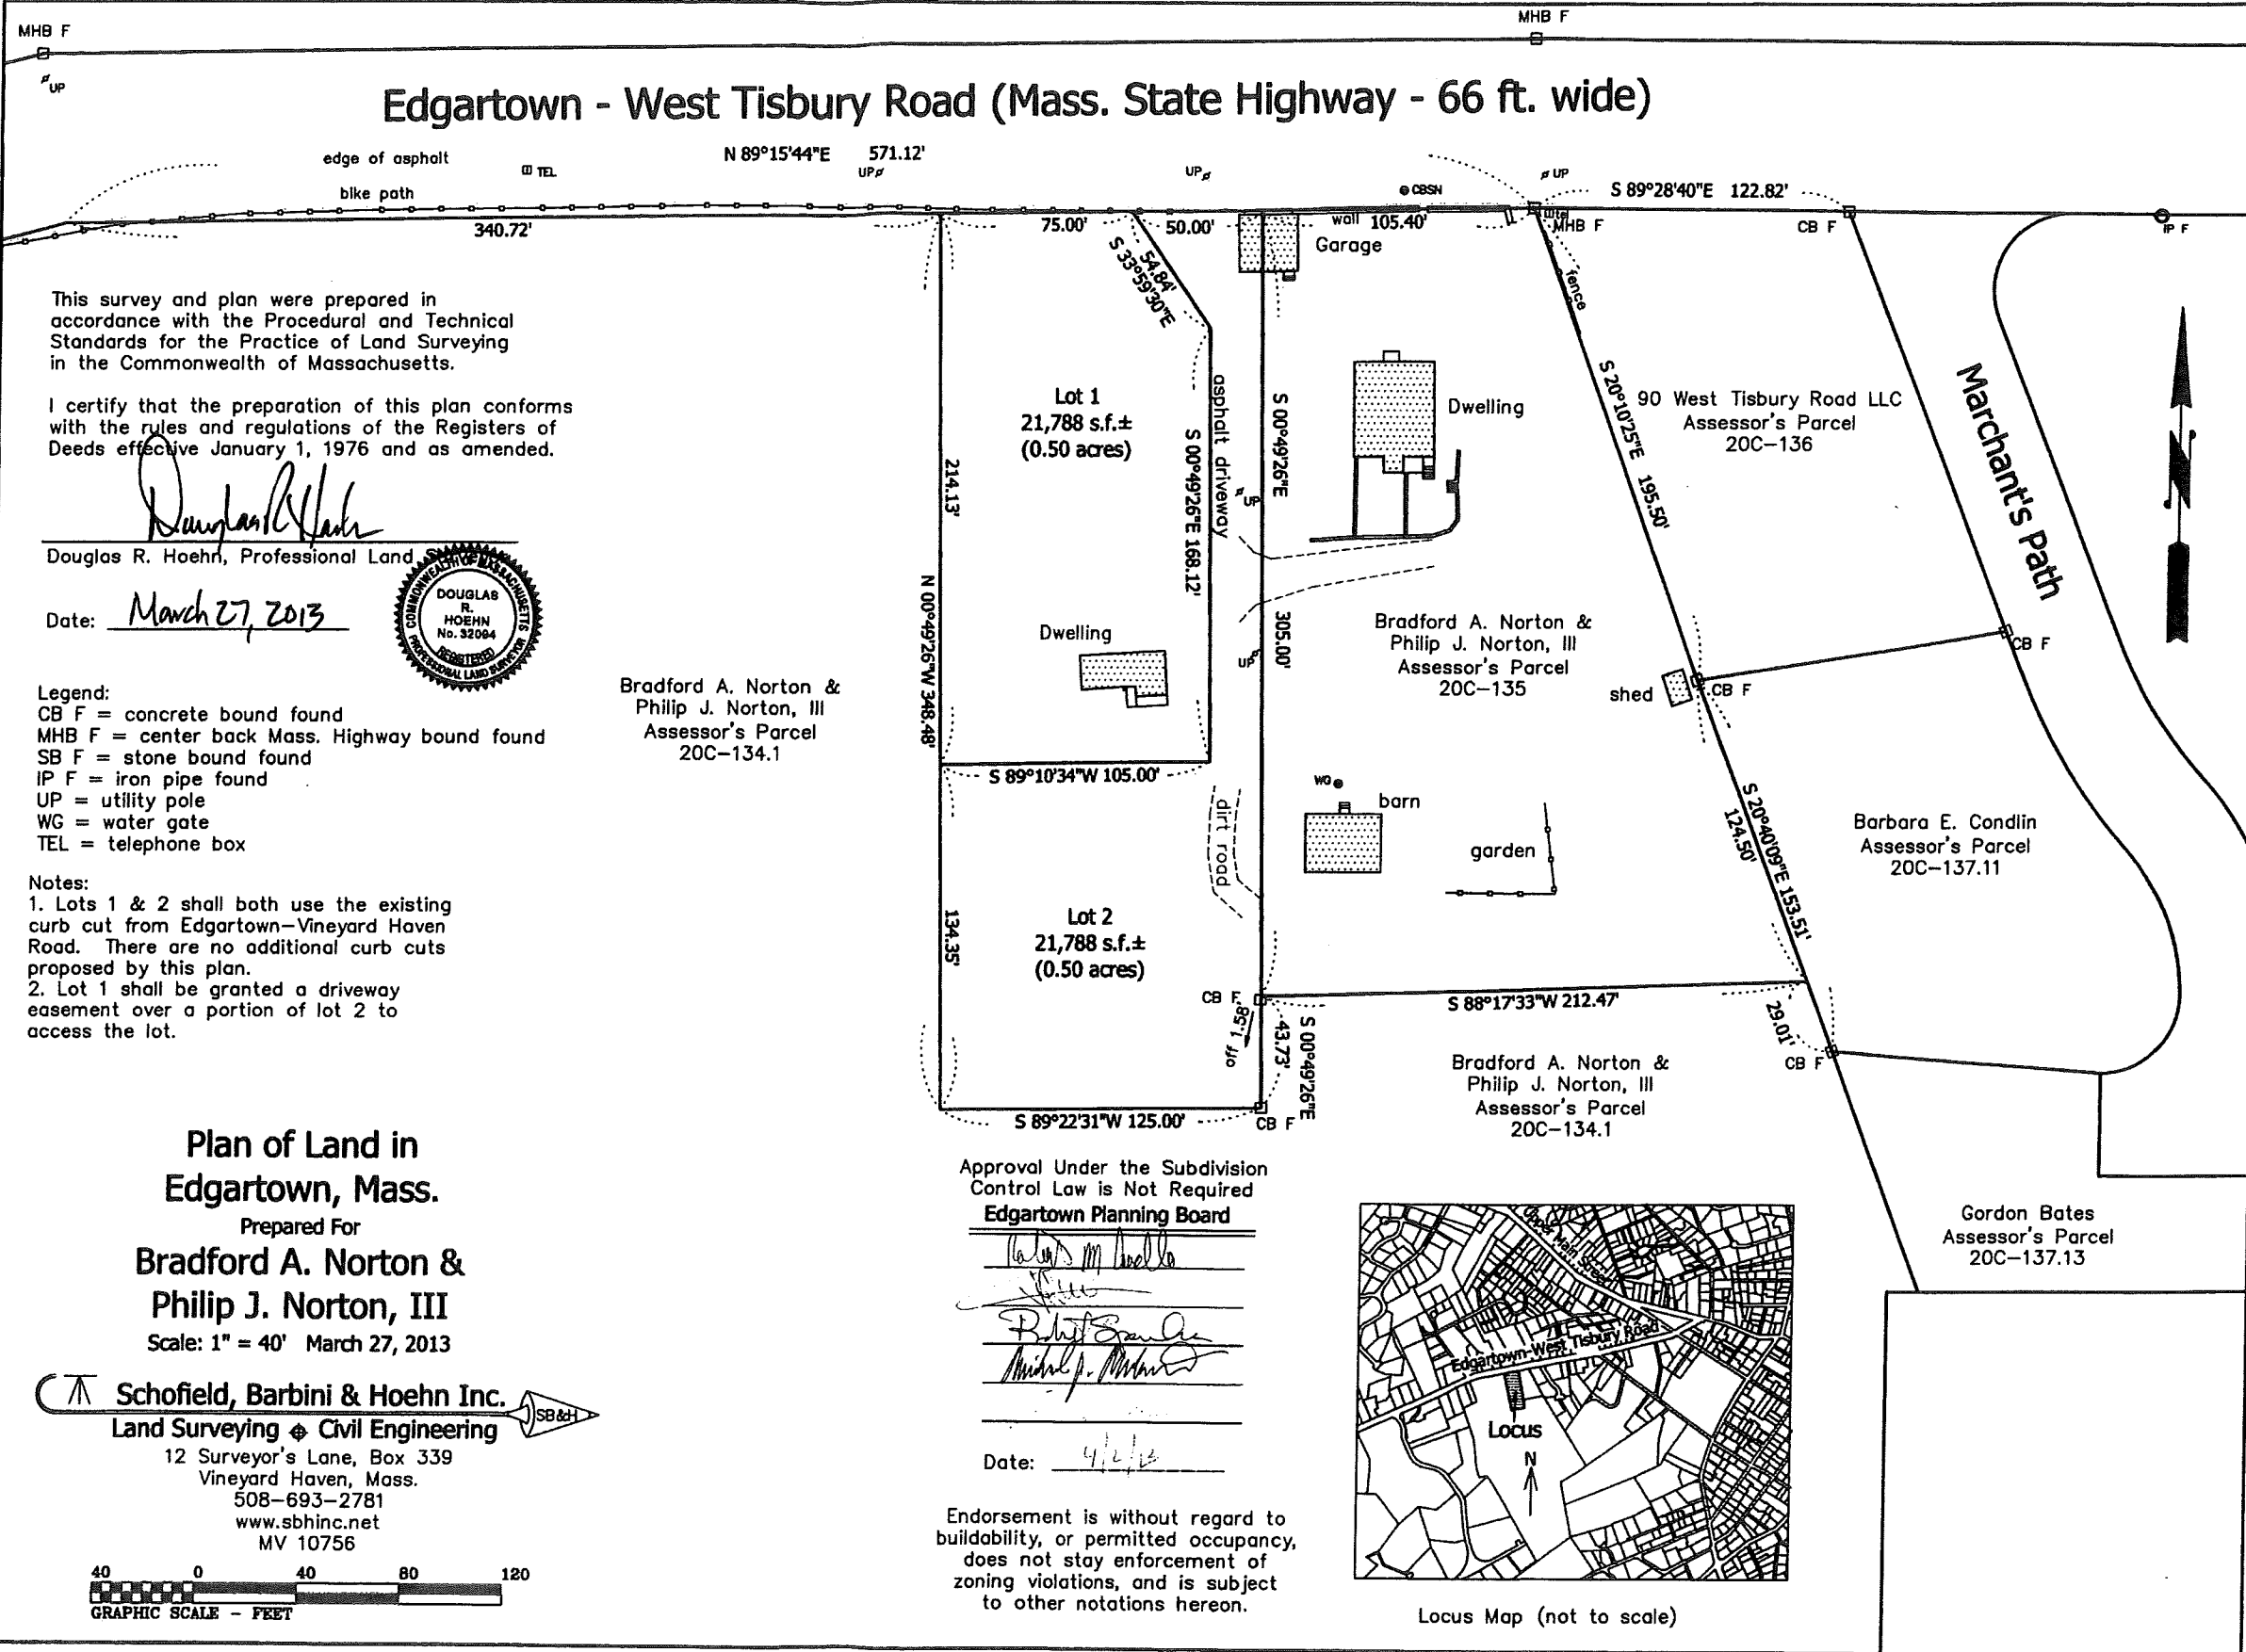 MHB F
MHB F
UP
Edgartown - West Tisbury Road (Mass. State Highway - 66 ft. wide)
edge of asphalt
TEL
N 89°15'44"E 571.12'
UP
UP
CBSN
UP
S 89°28'40"E 122.82'
bike path
340.72'
75.00'
50.00'
wall 105.40'
MHB F
CB F
IP F
Garage
S 33°59'30"E
54.84'
fence
This survey and plan were prepared in
accordance with the Procedural and Technical
Standards for the Practice of Land Surveying
in the Commonwealth of Massachusetts.
I certify that the preparation of this plan conforms
with the rules and regulations of the Registers of
Deeds effective January 1, 1976 and as amended.
Douglas R. Hoehn, Professional Land
Date: March 27, 2013
COMMONWEALTH OF MASSACHUSETTS
DOUGLAS
R.
HOEHN
No. 32094
REGISTERED
PROFESSIONAL LAND SURVEYOR
Legend:
CB F = concrete bound found
MHB F = center back Mass. Highway bound found
SB F = stone bound found
IP F = iron pipe found
UP = utility pole
WG = water gate
TEL = telephone box
Notes:
1. Lots 1 & 2 shall both use the existing
curb cut from Edgartown-Vineyard Haven
Road. There are no additional curb cuts
proposed by this plan.
2. Lot 1 shall be granted a driveway
easement over a portion of lot 2 to
access the lot.
Bradford A. Norton &
Philip J. Norton, III
Assessor's Parcel
20C-134.1
214.13'
N 00°49'26"W 348.48'
134.35'
Lot 1
21,788 s.f.±
(0.50 acres)
S 00°49'26"E 168.12'
asphalt driveway
UP
UP
S 00°49'26"E
305.00'
Dwelling
S 89°10'34"W 105.00'
dirt road
Lot 2
21,788 s.f.±
(0.50 acres)
CB F
off 1.58'
43.73'
S 00°49'26"E
S 89°22'31"W 125.00'
CB F
Dwelling
S 20°10'25"E 195.50'
90 West Tisbury Road LLC
Assessor's Parcel
20C-136
Marchant's Path
N
Bradford A. Norton &
Philip J. Norton, III
Assessor's Parcel
20C-135
shed
CB F
CB F
WG
barn
garden
S 20°40'09"E 153.51'
124.50'
Barbara E. Condlin
Assessor's Parcel
20C-137.11
S 88°17'33"W 212.47'
29.01'
CB F
Bradford A. Norton &
Philip J. Norton, III
Assessor's Parcel
20C-134.1
Gordon Bates
Assessor's Parcel
20C-137.13
Plan of Land in
Edgartown, Mass.
Prepared For
Bradford A. Norton &
Philip J. Norton, III
Scale: 1" = 40' March 27, 2013
Schofield, Barbini & Hoehn Inc.
SB&H
Land Surveying Civil Engineering
12 Surveyor's Lane, Box 339
Vineyard Haven, Mass.
508-693-2781
www.sbhinc.net
MV 10756
40 0 40 80 120
GRAPHIC SCALE - FEET
Approval Under the Subdivision
Control Law is Not Required
Edgartown Planning Board
Date: 4/2/13
Endorsement is without regard to
buildability, or permitted occupancy,
does not stay enforcement of
zoning violations, and is subject
to other notations hereon.
Upper Main Street
Edgartown-West Tisbury Road
Locus
N
Locus Map (not to scale)